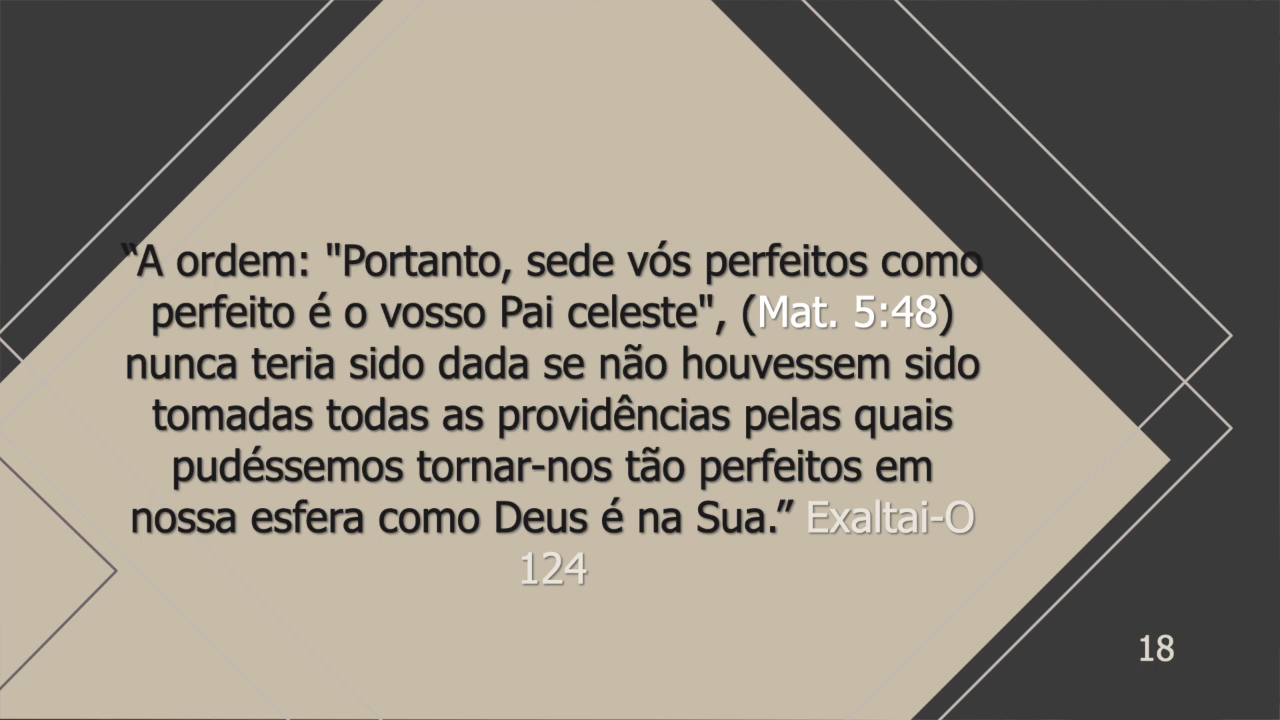 “A ordem: "Portanto, sede vós perfeitos como
perfeito é o vosso Pai celeste", (Mat. 5:48)
nunca teria sido dada se não houvessem sido
tomadas todas as providências pelas quais
pudéssemos tornar-nos tão perfeitos em
nossa esfera como Deus é na Sua.” Exaltai-O
124
18